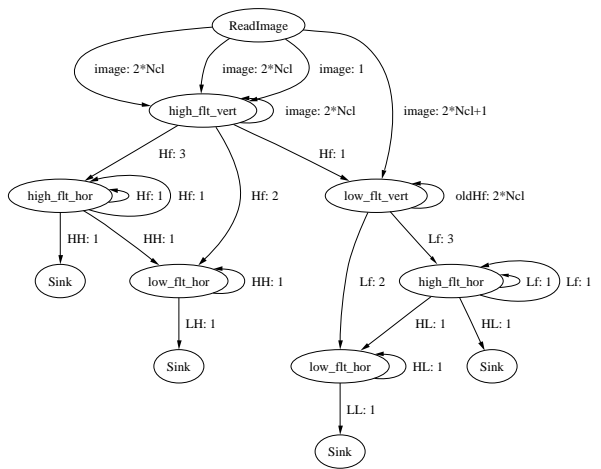 ReadImage
image: 2*Ncl
image: 2*Ncl
image: 1
high_flt_vert
image: 2*Ncl
image: 2*Ncl+1
Hf: 3
Hf: 1
high_flt_hor
Hf: 1
Hf: 1
Hf: 2
low_flt_vert
oldHf: 2*Ncl
HH: 1
HH: 1
Lf: 3
Sink
low_flt_hor
HH: 1
Lf: 2
high_flt_hor
Lf: 1
Lf: 1
LH: 1
HL: 1
HL: 1
Sink
low_flt_hor
HL: 1
Sink
LL: 1
Sink